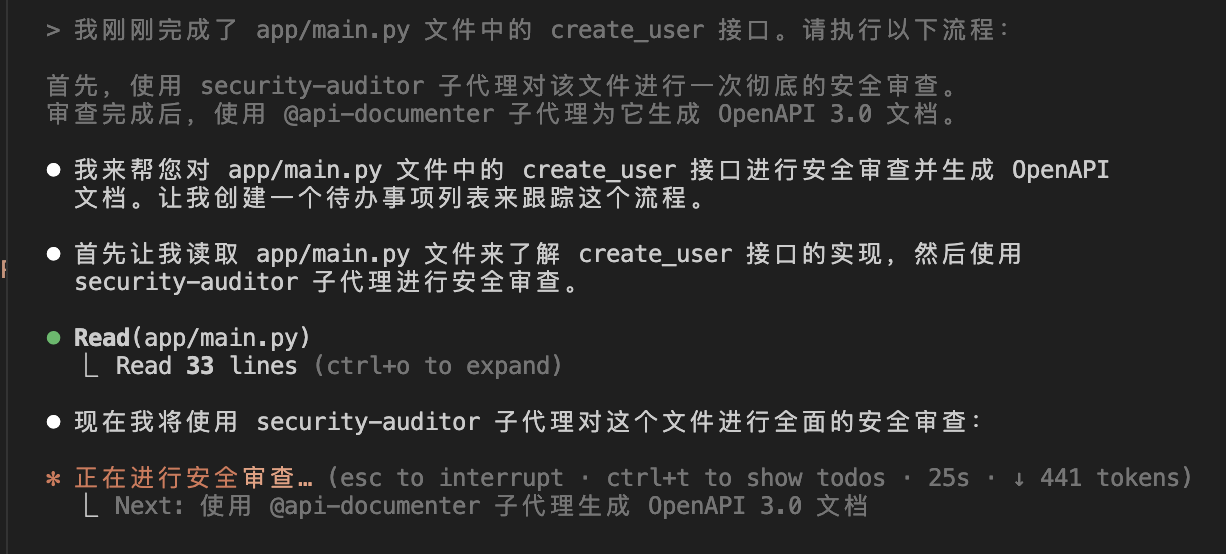 > 我刚刚完成了 app/main.py 文件中的 create_user 接口。请执行以下流程：
首先，使用 security-auditor 子代理对该文件进行一次彻底的安全审查。
审查完成后，使用 @api-documenter 子代理为它生成 OpenAPI 3.0 文档。
● 我来帮您对 app/main.py 文件中的 create_user 接口进行安全审查并生成 OpenAPI
文档。让我创建一个待办事项列表来跟踪这个流程。
● 首先让我读取 app/main.py 文件来了解 create_user 接口的实现，然后使用
security-auditor 子代理进行安全审查。
● Read(app/main.py)
⎿ Read 33 lines (ctrl+o to expand)
● 现在我将使用 security-auditor 子代理对这个文件进行全面的安全审查：
✻ 正在进行安全审查… (esc to interrupt · ctrl+t to show todos · 25s · ↓ 441 tokens)
⎿ Next: 使用 @api-documenter 子代理生成 OpenAPI 3.0 文档